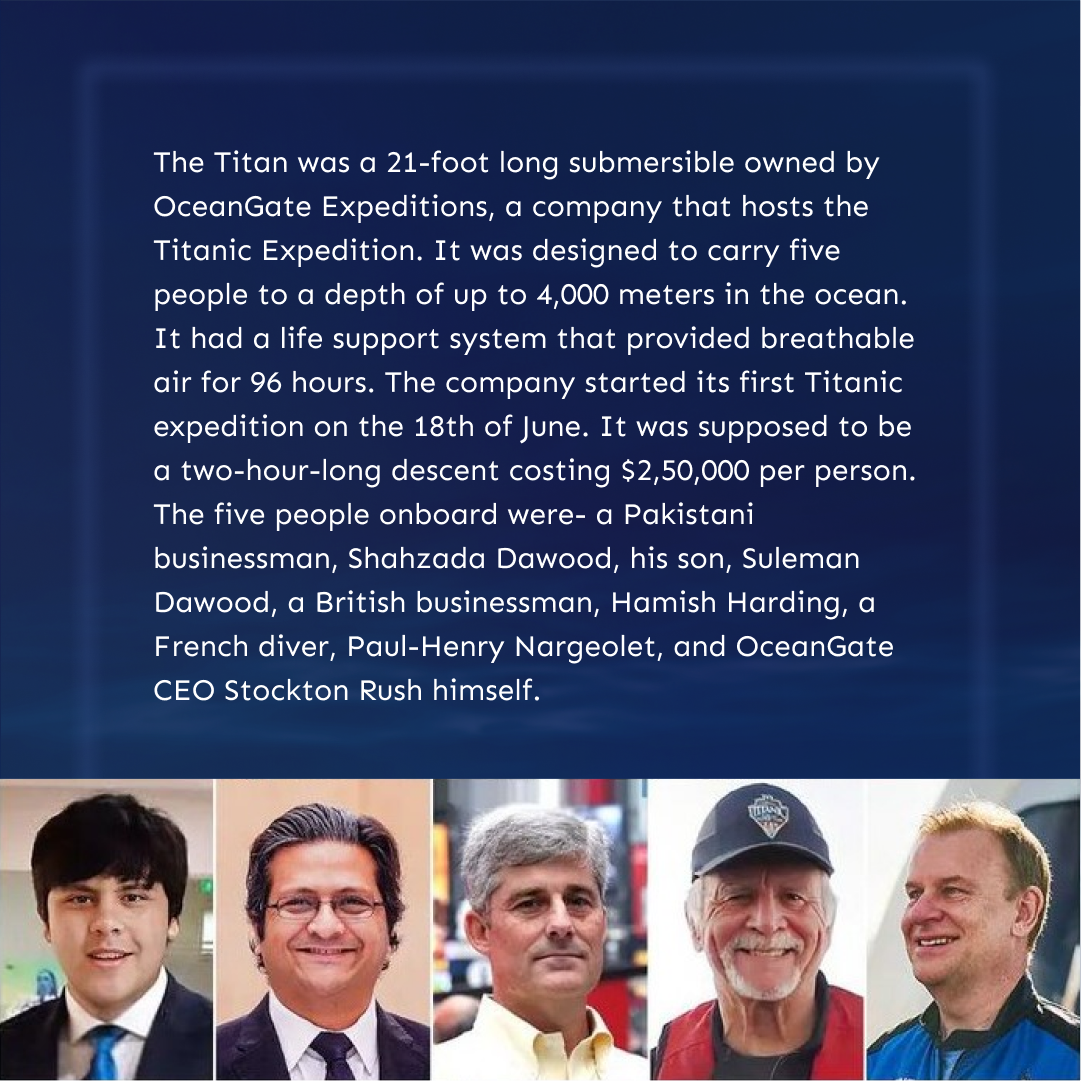 The Titan was a 21-foot long submersible owned by
OceanGate Expeditions, a company that hosts the
Titanic Expedition. It was designed to carry five
people to a depth of up to 4,000 meters in the ocean.
It had a life support system that provided breathable
air for 96 hours. The company started its first Titanic
expedition on the 18th of June. It was supposed to be
a two-hour-long descent costing $2,50,000 per person.
The five people onboard were- a Pakistani
businessman, Shahzada Dawood, his son, Suleman
Dawood, a British businessman, Hamish Harding, a
French diver, Paul-Henry Nargeolet, and OceanGate
CEO Stockton Rush himself.
TITANIC